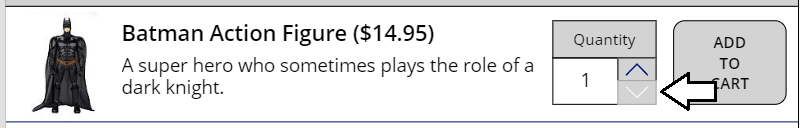 Batman Action Figure ($14.95)
A super hero who sometimes plays the role of a
dark knight.
Quantity
1
ADD
TO
CART